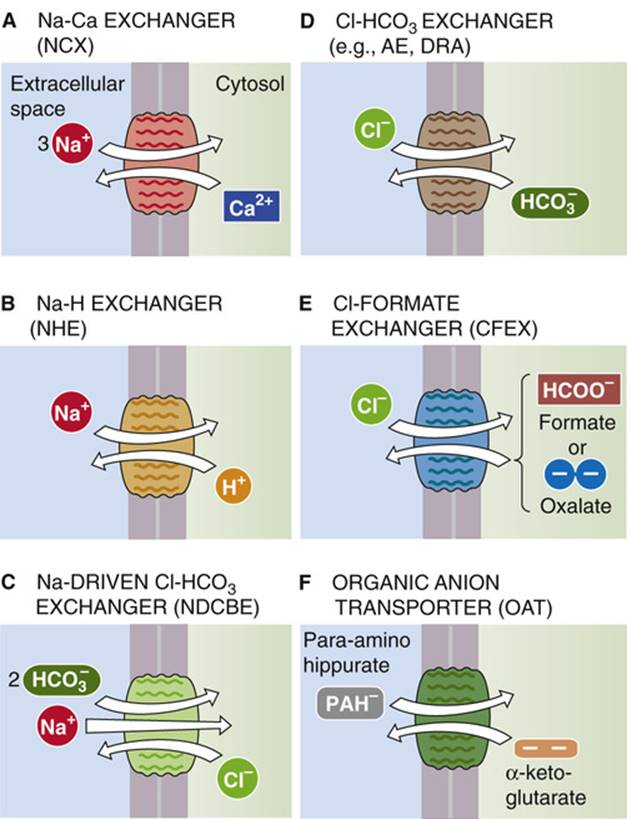 A Na-Ca EXCHANGER
(NCX)
Extracellular
space
Cytosol
3 Na⁺
Ca²⁺
B Na-H EXCHANGER
(NHE)
Na⁺
H⁺
C Na-DRIVEN Cl-HCO₃
EXCHANGER (NDCBE)
2 HCO₃⁻
Na⁺
Cl⁻
D Cl-HCO₃ EXCHANGER
(e.g., AE, DRA)
Cl⁻
HCO₃⁻
E Cl-FORMATE
EXCHANGER (CFEX)
Cl⁻
HCOO⁻
Formate
or
− −
Oxalate
F ORGANIC ANION
TRANSPORTER (OAT)
Para-amino
hippurate
PAH⁻
− −
α-keto-
glutarate